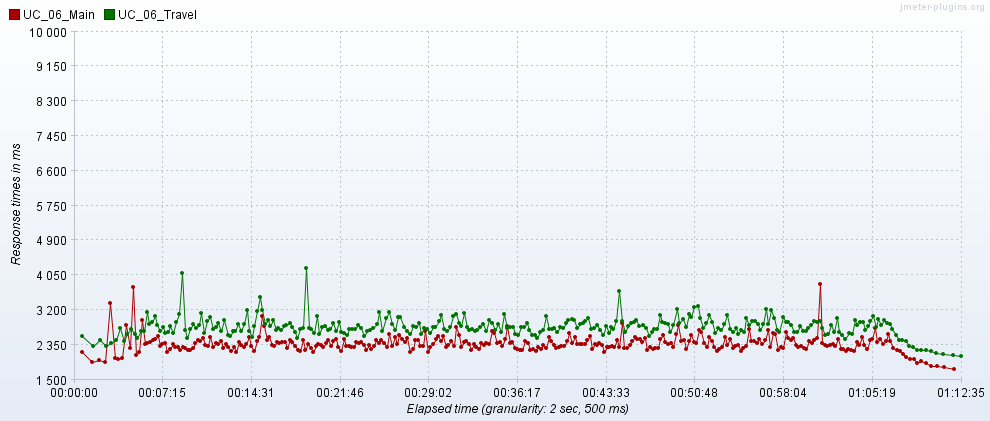 UC_06_Main UC_06_Travel
jmeter-plugins.org
10 000
9 150
8 300
7 450
6 600
5 750
4 900
4 050
3 200
2 350
1 500
Response times in ms
00:00:00 00:07:15 00:14:31 00:21:46 00:29:02 00:36:17 00:43:33 00:50:48 00:58:04 01:05:19 01:12:35
Elapsed time (granularity: 2 sec, 500 ms)